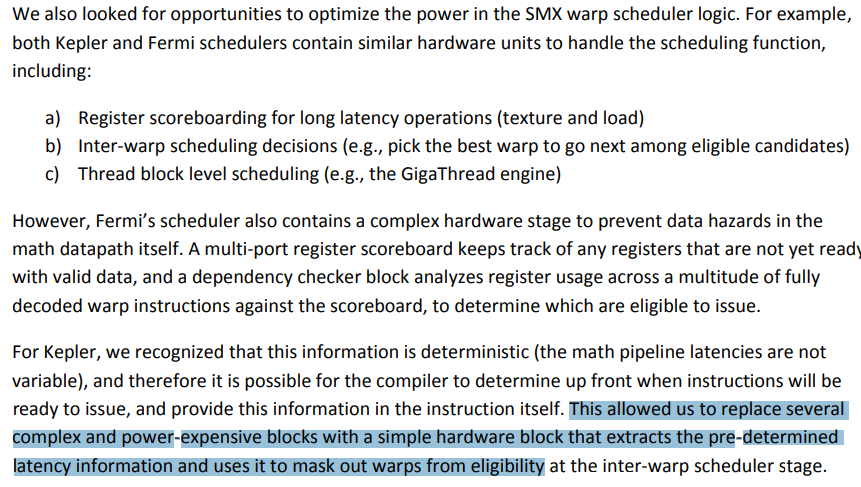 We also looked for opportunities to optimize the power in the SMX warp scheduler logic. For example,
both Kepler and Fermi schedulers contain similar hardware units to handle the scheduling function,
including:
a) Register scoreboarding for long latency operations (texture and load)
b) Inter-warp scheduling decisions (e.g., pick the best warp to go next among eligible candidates)
c) Thread block level scheduling (e.g., the GigaThread engine)
However, Fermi's scheduler also contains a complex hardware stage to prevent data hazards in the
math datapath itself. A multi-port register scoreboard keeps track of any registers that are not yet ready
with valid data, and a dependency checker block analyzes register usage across a multitude of fully
decoded warp instructions against the scoreboard, to determine which are eligible to issue.
For Kepler, we recognized that this information is deterministic (the math pipeline latencies are not
variable), and therefore it is possible for the compiler to determine up front when instructions will be
ready to issue, and provide this information in the instruction itself. This allowed us to replace several
complex and power-expensive blocks with a simple hardware block that extracts the pre-determined
latency information and uses it to mask out warps from eligibility at the inter-warp scheduler stage.